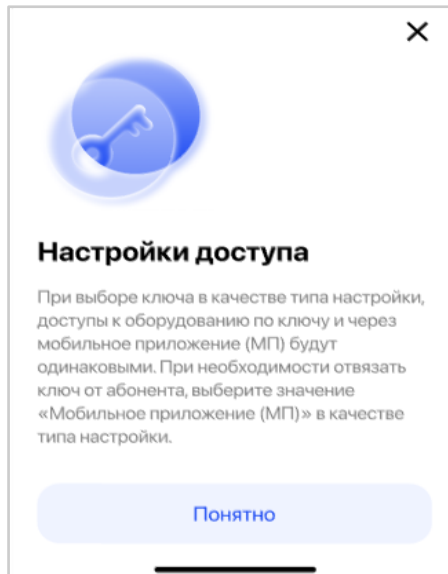 Настройки доступа
При выборе ключа в качестве типа настройки,
доступы к оборудованию по ключу и через
мобильное приложение (МП) будут
одинаковыми. При необходимости отвязать
ключ от абонента, выберите значение
«Мобильное приложение (МП)» в качестве
типа настройки.
Понятно